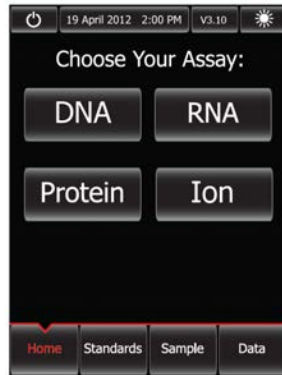 19 April 2012 2:00 PM V3.10
Choose Your Assay:
DNA RNA
Protein Ion
Home Standards Sample Data